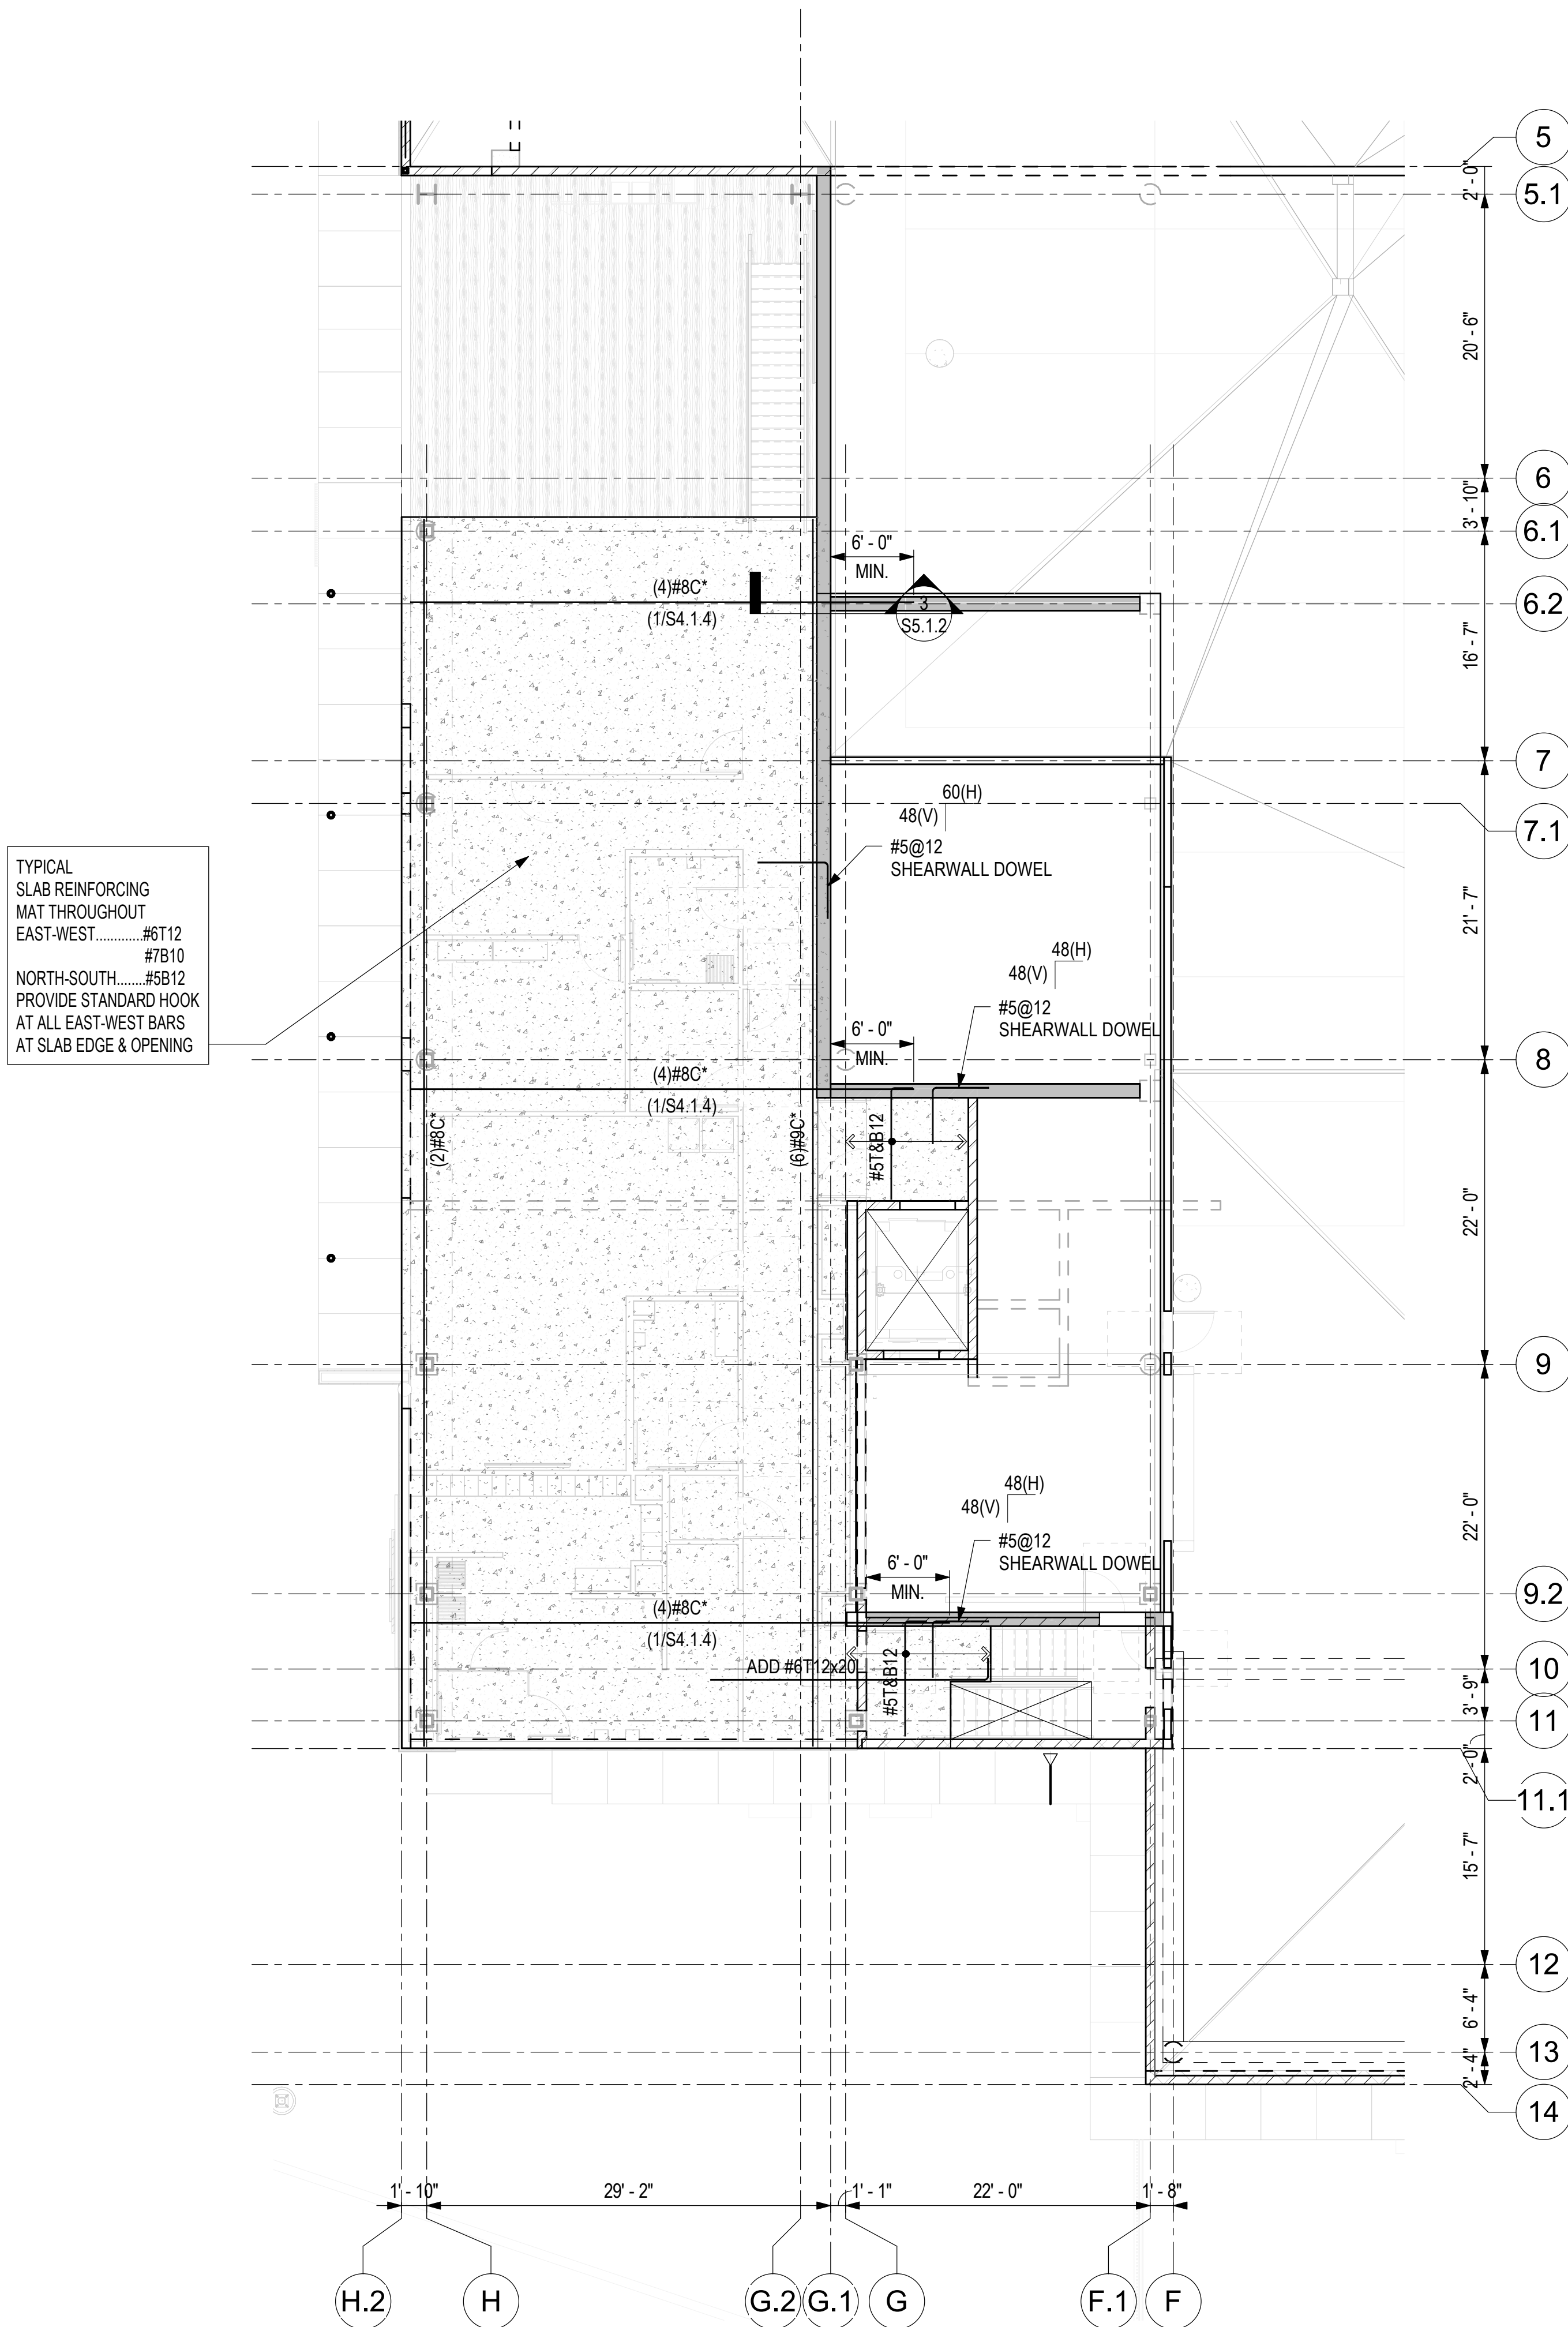 5
2' - 0"
5.1
20' - 6"
6
3' - 10"
6.1
6' - 0"
MIN.
(4)#8C*
(1/S4.1.4)
3
S5.1.2
6.2
16' - 7"
7
60(H)
48(V)
7.1
#5@12
SHEARWALL DOWEL
TYPICAL
SLAB REINFORCING
MAT THROUGHOUT
EAST-WEST.............#6T12
#7B10
NORTH-SOUTH........#5B12
PROVIDE STANDARD HOOK
AT ALL EAST-WEST BARS
AT SLAB EDGE & OPENING
21' - 7"
48(H)
48(V)
#5@12
SHEARWALL DOWEL
6' - 0"
MIN.
8
(4)#8C*
(1/S4.1.4)
(2)#8C*
(6)#9C*
#5T&B12
22' - 0"
9
48(H)
48(V)
22' - 0"
#5@12
SHEARWALL DOWEL
6' - 0"
MIN.
9.2
(4)#8C*
(1/S4.1.4)
ADD #6T12x20
#5T&B12
10
3' - 9"
11
2' - 0"
11.1
15' - 7"
12
6' - 4"
13
2' - 4"
14
1' - 10"
29' - 2"
1' - 1"
22' - 0"
1' - 8"
H.2
H
G.2
G.1
G
F.1
F